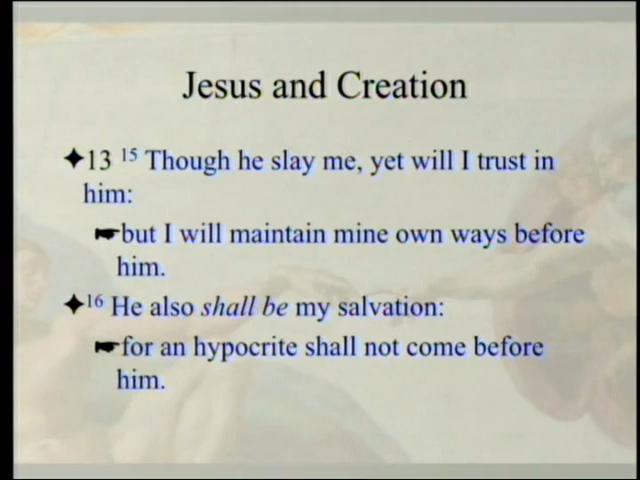 Jesus and Creation
13 15 Though he slay me, yet will I trust in
him:
but I will maintain mine own ways before
him.
16 He also shall be my salvation:
for an hypocrite shall not come before
him.